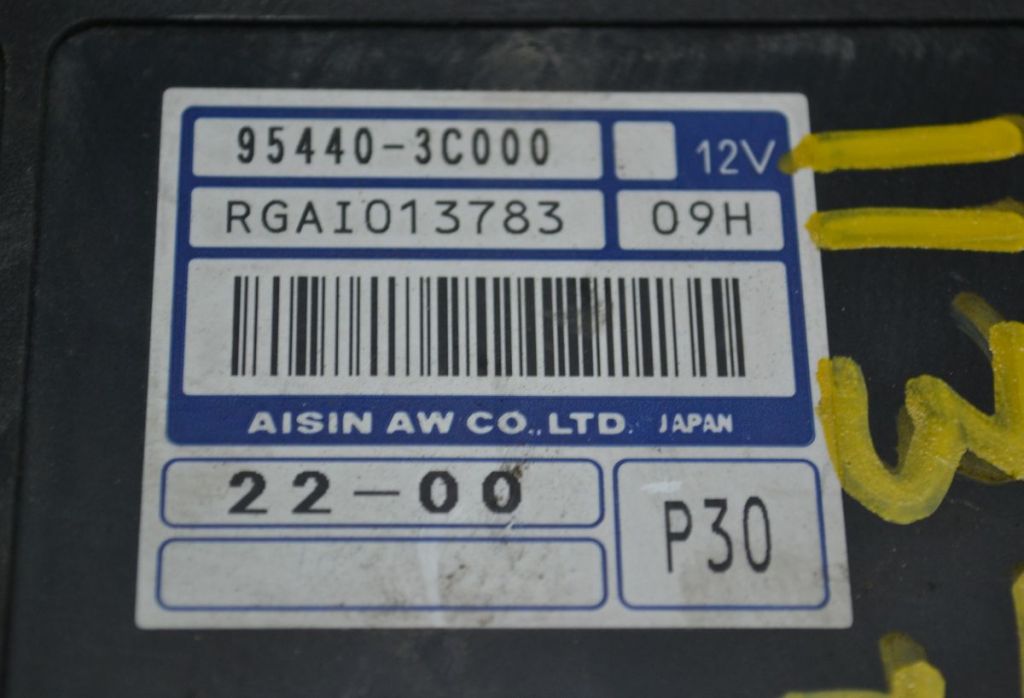 95440-3C000 12V
RGAI013783 09H
AISIN AW CO.,LTD. JAPAN
22-00
P30